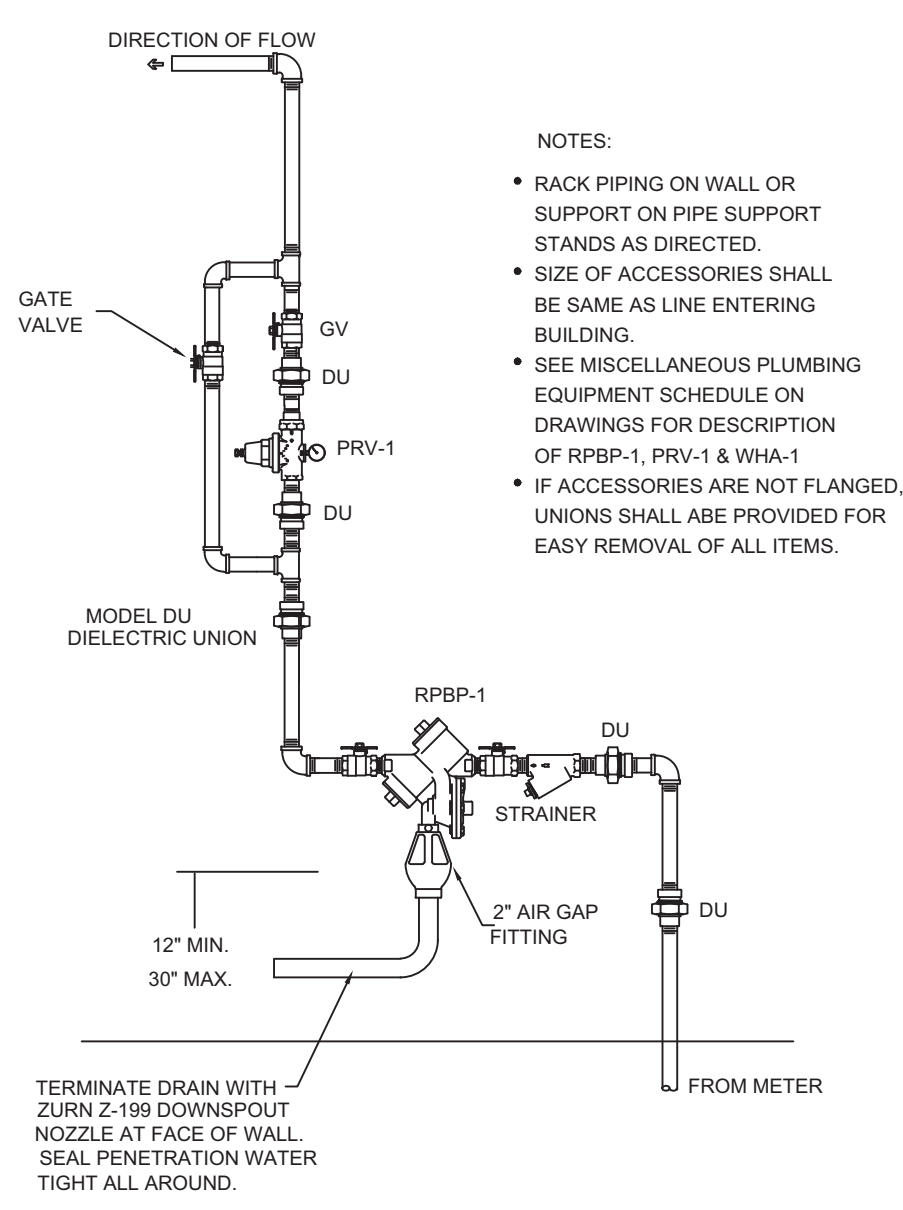 DIRECTION OF FLOW
NOTES:
• RACK PIPING ON WALL OR
SUPPORT ON PIPE SUPPORT
STANDS AS DIRECTED.
• SIZE OF ACCESSORIES SHALL
BE SAME AS LINE ENTERING
BUILDING.
• SEE MISCELLANEOUS PLUMBING
EQUIPMENT SCHEDULE ON
DRAWINGS FOR DESCRIPTION
OF RPBP-1, PRV-1 & WHA-1
• IF ACCESSORIES ARE NOT FLANGED,
UNIONS SHALL ABE PROVIDED FOR
EASY REMOVAL OF ALL ITEMS.
GATE
VALVE
GV
DU
PRV-1
DU
MODEL DU
DIELECTRIC UNION
RPBP-1
DU
STRAINER
DU
2" AIR GAP
FITTING
12" MIN.
30" MAX.
FROM METER
TERMINATE DRAIN WITH
ZURN Z-199 DOWNSPOUT
NOZZLE AT FACE OF WALL.
SEAL PENETRATION WATER
TIGHT ALL AROUND.